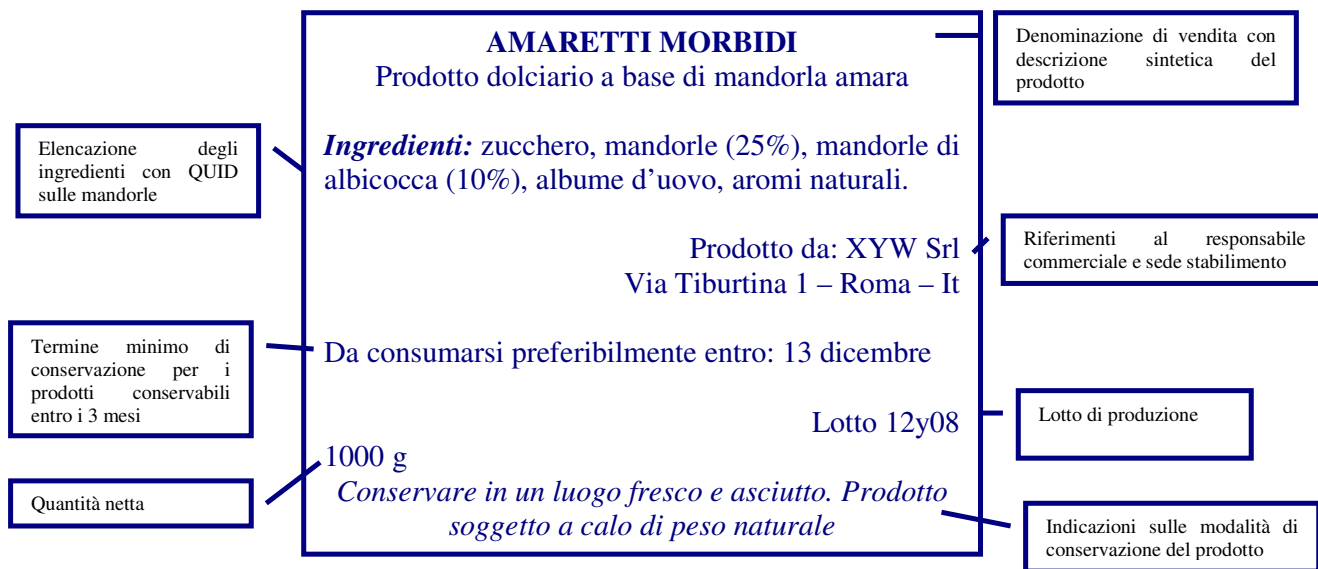 AMARETTI MORBIDI
Prodotto dolciario a base di mandorla amara
Denominazione di vendita con
descrizione sintetica del
prodotto
Elencazione degli
ingredienti con QUID
sulle mandorle
Ingredienti: zucchero, mandorle (25%), mandorle di
albicocca (10%), albume d’uovo, aromi naturali.
Prodotto da: XYW Srl
Via Tiburtina 1 – Roma – It
Riferimenti al responsabile
commerciale e sede stabilimento
Termine minimo di
conservazione per i
prodotti conservabili
entro i 3 mesi
Da consumarsi preferibilmente entro: 13 dicembre
Lotto 12y08
Lotto di produzione
1000 g
Quantità netta
Conservare in un luogo fresco e asciutto. Prodotto
soggetto a calo di peso naturale
Indicazioni sulle modalità di
conservazione del prodotto